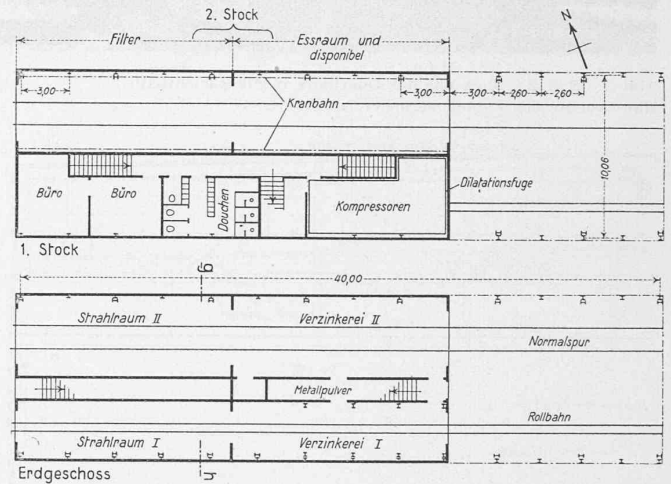 2. Stock
Filter
Essraum und
disponibel
N
3,00
Kranbahn
3,00
3,00
2,60
2,60
10,06
Büro
Büro
Douchen
Kompressoren
Dilatationsfuge
1. Stock
g
40,00
Strahlraum II
Verzinkerei II
Normalspur
Metallpulver
Rollbahn
Strahlraum I
Verzinkerei I
h
Erdgeschoss